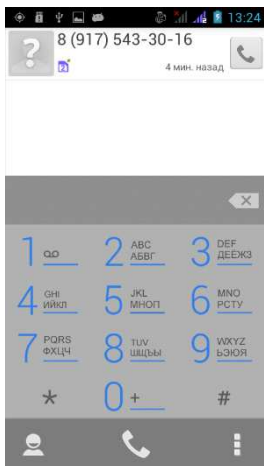 13:24
8 (917) 543-30-16
2
4 мин. назад
1
2 ABC АБВГ
3 DEF ДЕЁЖЗ
4 GHI ИЙКЛ
5 JKL МНОП
6 MNO РСТУ
7 PQRS ФХЦЧ
8 TUV ШЩЪЫ
9 WXYZ ЬЭЮЯ
* 0 + #